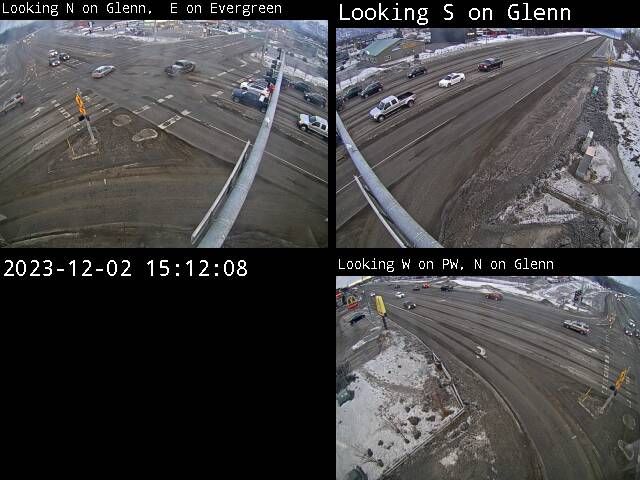 Looking N on Glenn,  E on Evergreen
Looking S on Glenn
2023-12-02 15:12:08
Looking W on PW, N on Glenn